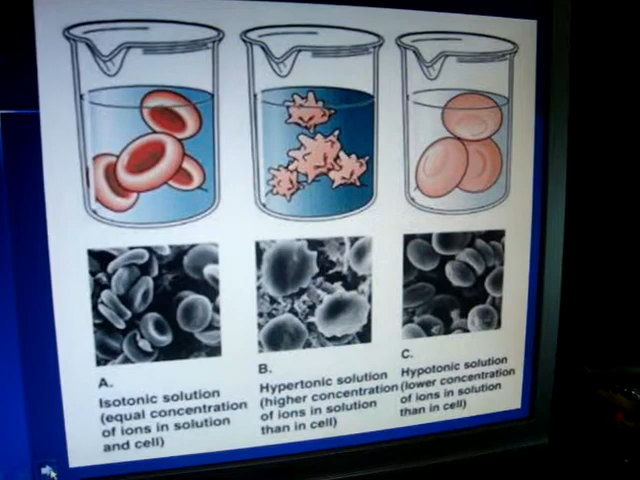 A.
Isotonic solution
(equal concentration
of ions in solution
and cell)
B.
Hypertonic solution
(higher concentration
of ions in solution
than in cell)
C.
Hypotonic solution
(lower concentration
of ions in solution
than in cell)